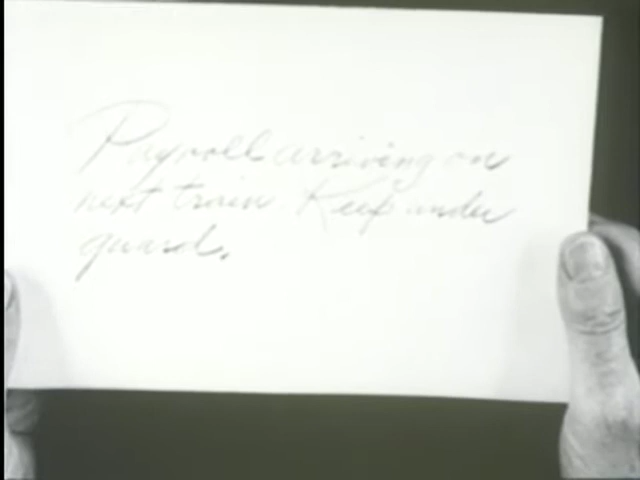 Payroll arriving on
next train. Keep under
guard.